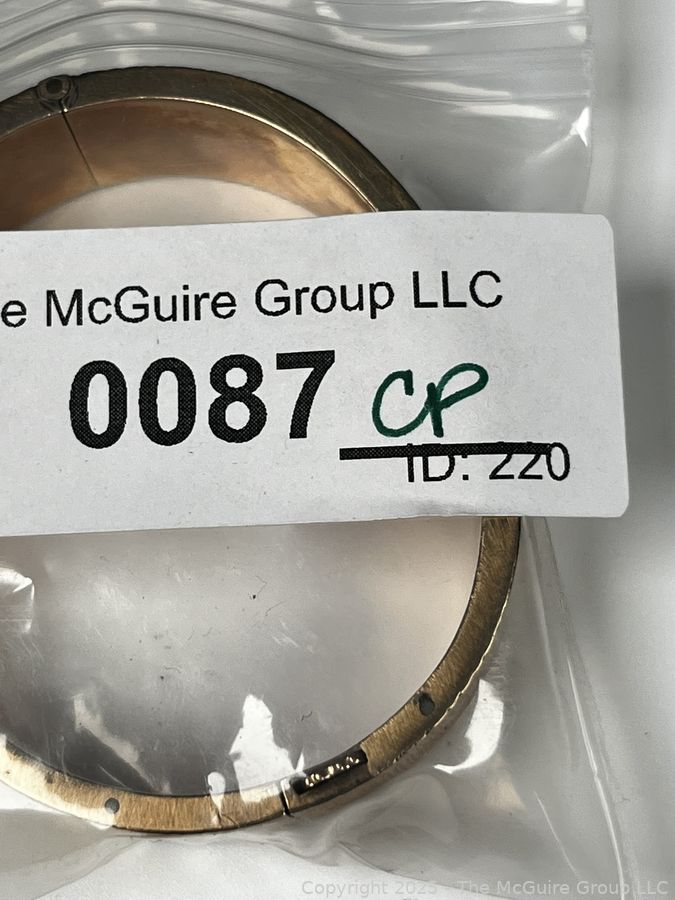 e McGuire Group LLC
0087 CP
ID: 220
Copyright 2025 - The McGuire Group LLC